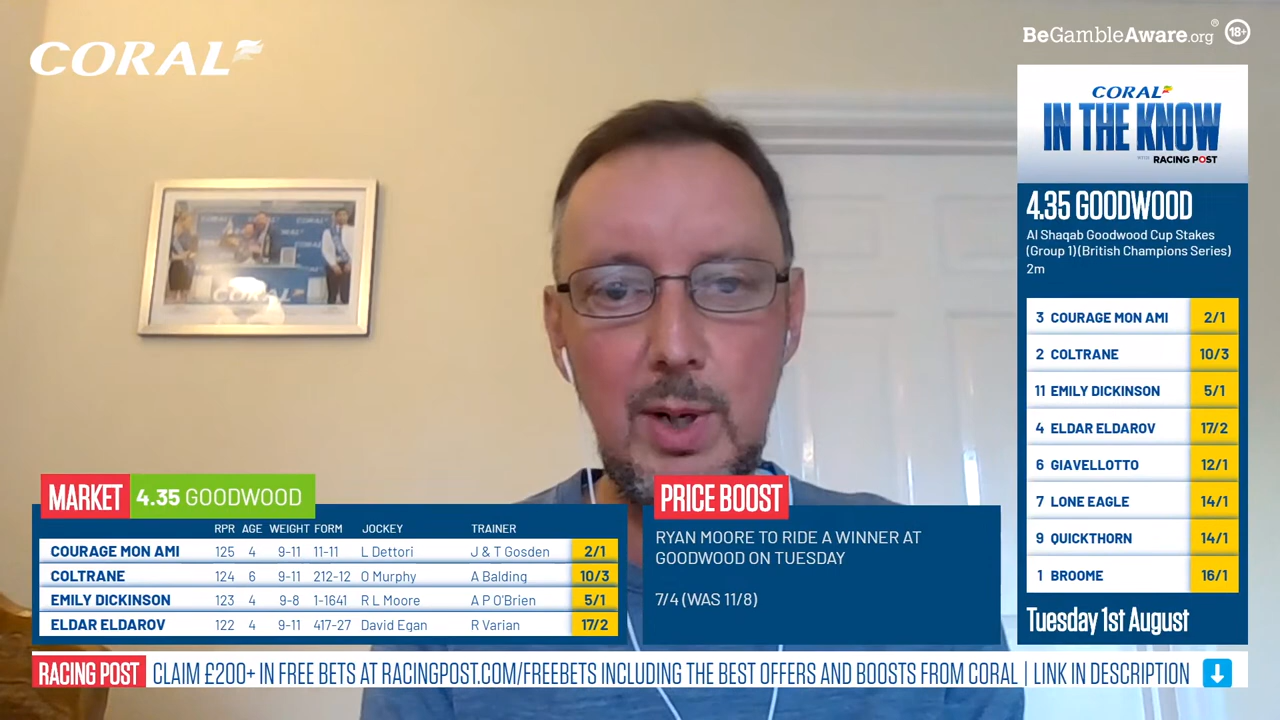 CORAL
BeGambleAware.org® 18+
CORAL
CORAL
CORAL
IN THE KNOW
WITH RACING POST
4.35 GOODWOOD
Al Shaqab Goodwood Cup Stakes
(Group 1)(British Champions Series)
2m
3 COURAGE MON AMI 2/1
2 COLTRANE 10/3
11 EMILY DICKINSON 5/1
4 ELDAR ELDAROV 17/2
6 GIAVELLOTTO 12/1
7 LONE EAGLE 14/1
9 QUICKTHORN 14/1
1 BROOME 16/1
Tuesday 1st August
MARKET 4.35 GOODWOOD
RPR AGE WEIGHT FORM JOCKEY TRAINER
COURAGE MON AMI 125 4 9-11 11-11 L Dettori J & T Gosden 2/1
COLTRANE 124 6 9-11 212-12 O Murphy A Balding 10/3
EMILY DICKINSON 123 4 9-8 1-1641 R L Moore A P O'Brien 5/1
ELDAR ELDAROV 122 4 9-11 417-27 David Egan R Varian 17/2
PRICE BOOST
RYAN MOORE TO RIDE A WINNER AT
GOODWOOD ON TUESDAY
7/4 (WAS 11/8)
RACING POST CLAIM £200+ IN FREE BETS AT RACINGPOST.COM/FREEBETS INCLUDING THE BEST OFFERS AND BOOSTS FROM CORAL | LINK IN DESCRIPTION